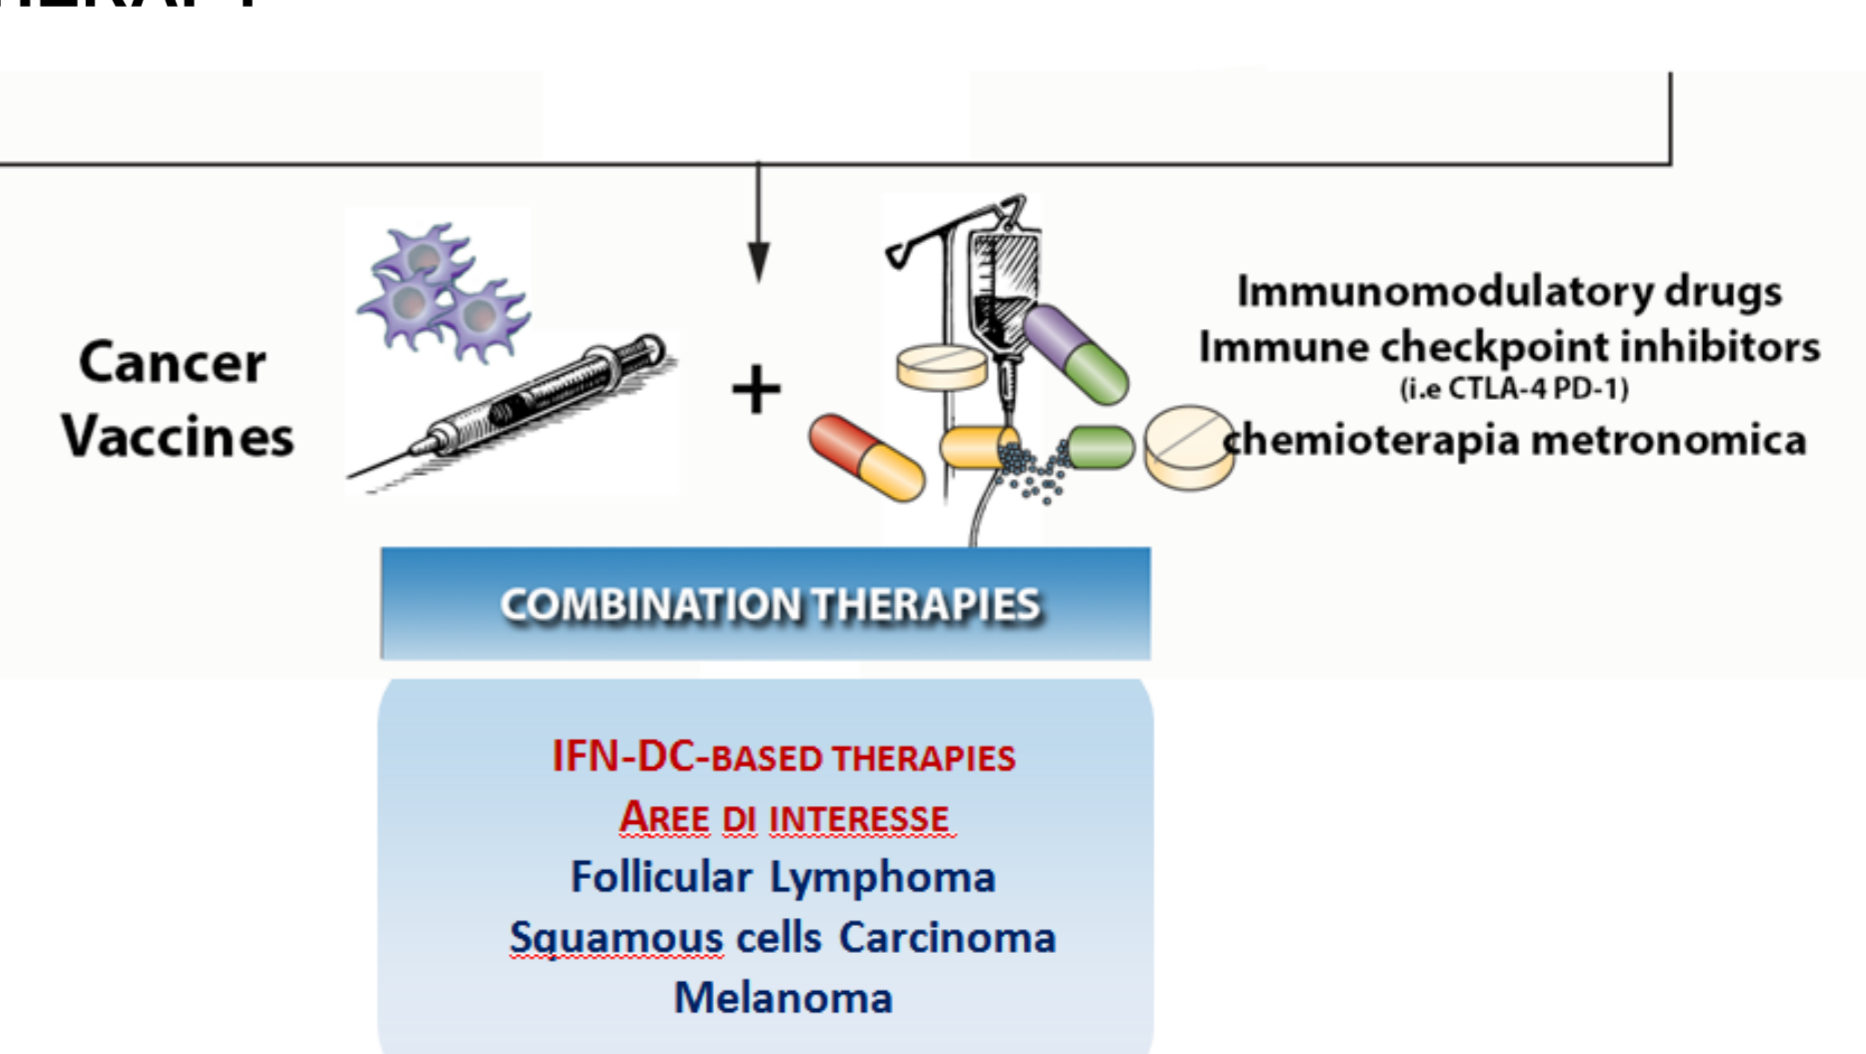 Cancer
Vaccines
+
Immunomodulatory drugs
Immune checkpoint inhibitors
(i.e CTLA-4 PD-1)
chemioterapia metronomica
COMBINATION THERAPIES
IFN-DC-BASED THERAPIES
AREE DI INTERESSE
Follicular Lymphoma
Squamous cells Carcinoma
Melanoma